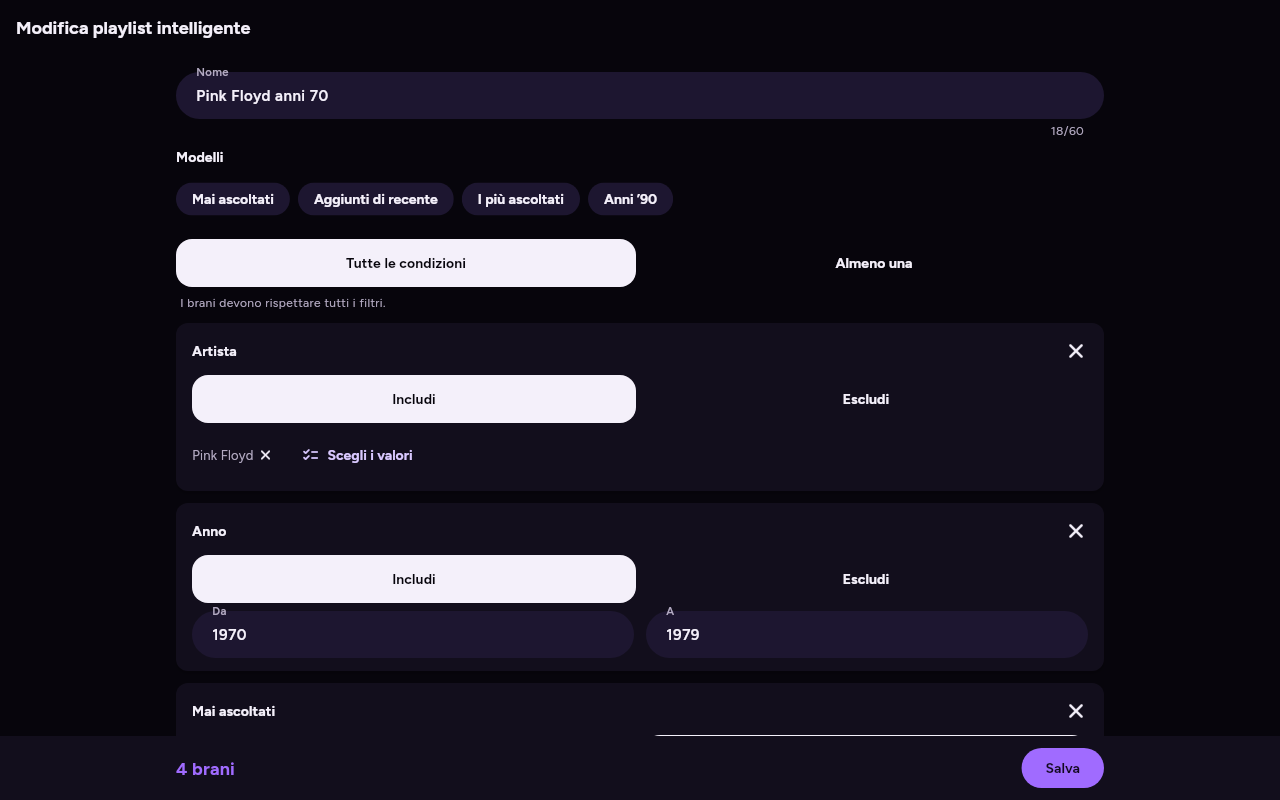 Modifica playlist intelligente
Nome
Pink Floyd anni 70
18/60
Modelli
Mai ascoltati
Aggiunti di recente
I più ascoltati
Anni ’90
Tutte le condizioni
Almeno una
I brani devono rispettare tutti i filtri.
Artista
Includi
Escludi
Pink Floyd
Scegli i valori
Anno
Includi
Escludi
Da
A
1970
1979
Mai ascoltati
4 brani
Salva